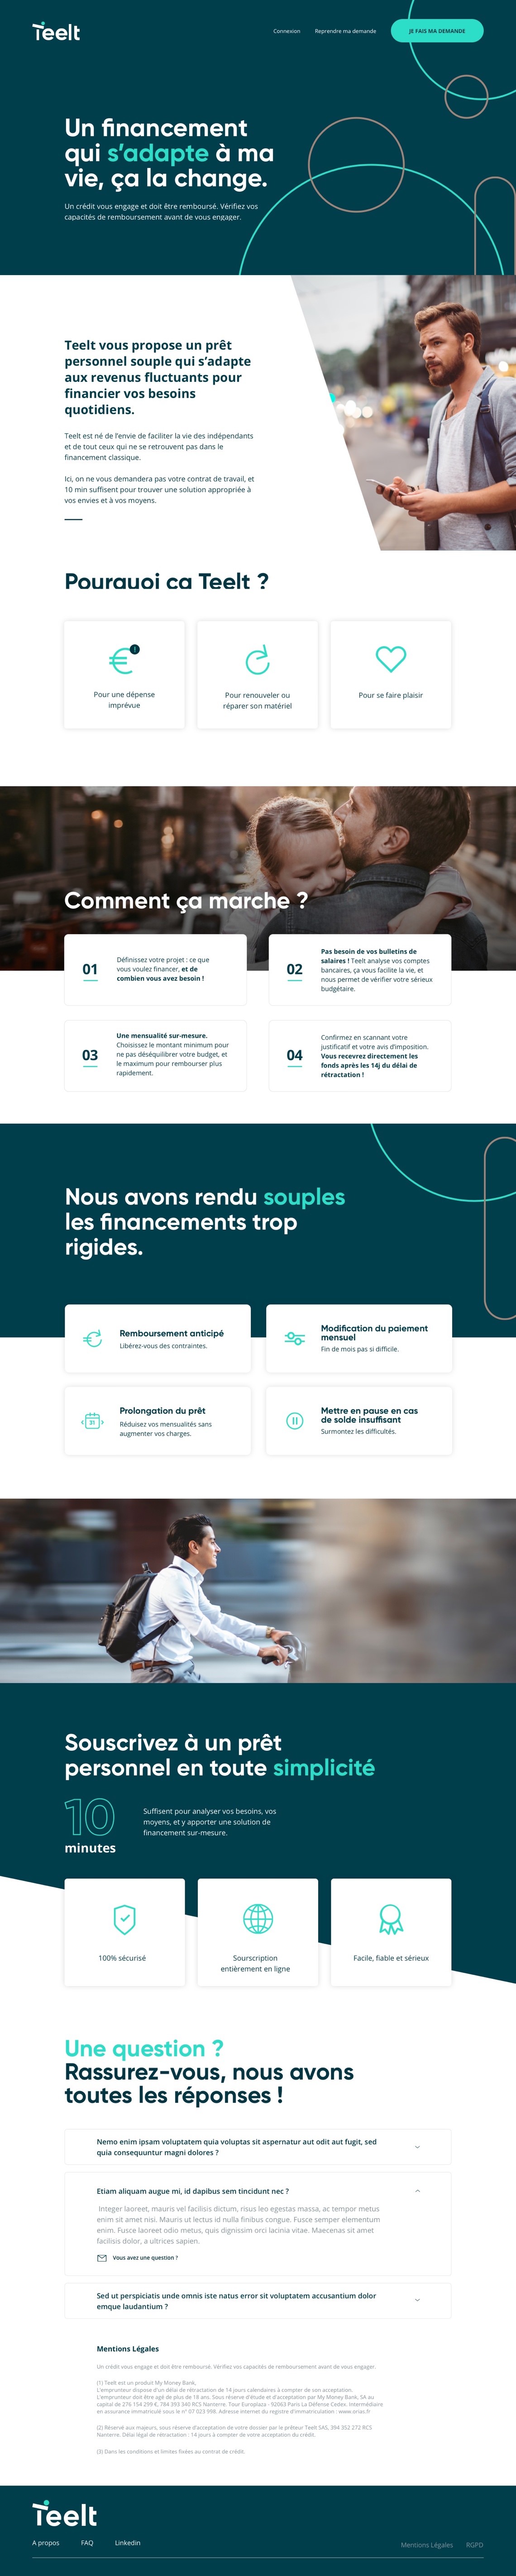 Teelt
Connexion
Reprendre ma demande
JE FAIS MA DEMANDE
Un financement
qui s'adapte à ma
vie, ça la change.
Un crédit vous engage et doit être remboursé. Vérifiez vos
capacités de remboursement avant de vous engager.
Teelt vous propose un prêt
personnel souple qui s'adapte
aux revenus fluctuants pour
financer vos besoins
quotidiens.
Teelt est né de l'envie de faciliter la vie des indépendants
et de tout ceux qui ne se retrouvent pas dans le
financement classique.
Ici, on ne vous demandera pas votre contrat de travail, et
10 min suffisent pour trouver une solution appropriée à
vos envies et à vos moyens.
Pourquoi ça Teelt ?
Pour une dépense
imprévue
Pour renouveler ou
réparer son matériel
Pour se faire plaisir
Comment ça marche ?
01
Définissez votre projet : ce que
vous voulez financer, et de
combien vous avez besoin !
02
Pas besoin de vos bulletins de
salaires ! Teelt analyse vos comptes
bancaires, ça vous facilite la vie, et
nous permet de vérifier votre sérieux
budgétaire.
03
Une mensualité sur-mesure.
Choisissez le montant minimum pour
ne pas déséquilibrer votre budget, et
le maximum pour rembourser plus
rapidement.
04
Confirmez en scannant votre
justificatif et votre avis d'imposition.
Vous recevrez directement les
fonds après les 14j du délai de
rétractation !
Nous avons rendu souples
les financements trop
rigides.
Remboursement anticipé
Libérez-vous des contraintes.
Modification du paiement
mensuel
Fin de mois pas si difficile.
31
Prolongation du prêt
Réduisez vos mensualités sans
augmenter vos charges.
Mettre en pause en cas
de solde insuffisant
Surmontez les difficultés.
Souscrivez à un prêt
personnel en toute simplicité
10
minutes
Suffisent pour analyser vos besoins, vos
moyens, et y apporter une solution de
financement sur-mesure.
100% sécurisé
Sourscription
entièrement en ligne
Facile, fiable et sérieux
Une question ?
Rassurez-vous, nous avons
toutes les réponses !
Nemo enim ipsam voluptatem quia voluptas sit aspernatur aut odit aut fugit, sed
quia consequuntur magni dolores ?
Etiam aliquam augue mi, id dapibus sem tincidunt nec ?
Integer laoreet, mauris vel facilisis dictum, risus leo egestas massa, ac tempor metus
enim sit amet nisi. Mauris ut lectus id nulla finibus congue. Fusce semper elementum
enim. Fusce laoreet odio metus, quis dignissim orci lacinia vitae. Maecenas sit amet
facilisis dolor, a ultrices sapien.
Vous avez une question ?
Sed ut perspiciatis unde omnis iste natus error sit voluptatem accusantium dolor
emque laudantium ?
Mentions Légales
Un crédit vous engage et doit être remboursé. Vérifiez vos capacités de remboursement avant de vous engager.
(1) Teelt est un produit My Money Bank,
L'emprunteur dispose d'un délai de rétractation de 14 jours calendaires à compter de son acceptation.
L'emprunteur doit être agé de plus de 18 ans. Sous réserve d'étude et d'acceptation par My Money Bank, SA au
capital de 276 154 299 €, 784 393 340 RCS Nanterre. Tour Europlaza - 92063 Paris La Défense Cedex. Intermédiaire
en assurance immatriculé sous le n° 07 023 998. Adresse internet du registre d'immatriculation : www.orias.fr
(2) Réservé aux majeurs, sous réserve d'acceptation de votre dossier par le prêteur Teelt SAS, 394 352 272 RCS
Nanterre. Délai légal de rétractation : 14 jours à compter de votre acceptation du crédit.
(3) Dans les conditions et limites fixées au contrat de crédit.
Teelt
A propos
FAQ
Linkedin
Mentions Légales
RGPD